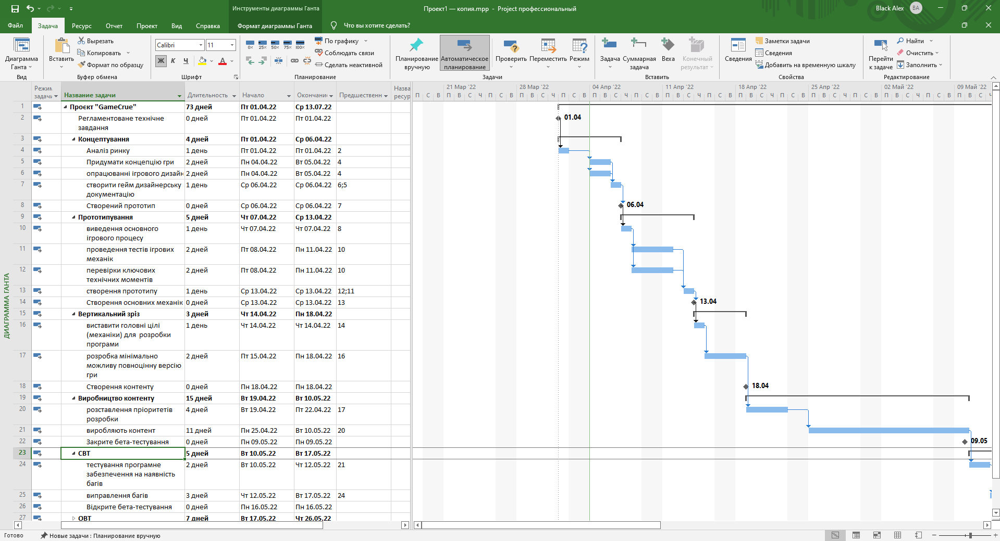 Инструменты диаграммы Ганта
Проект1 — копия.mpp - Project профессиональный
Black Alex
BA
Файл
Задача
Ресурс
Отчет
Проект
Вид
Справка
Формат диаграммы Ганта
Что вы хотите сделать?
Диаграмма
Ганта
Вид
Вставить
Вырезать
Копировать
Формат по образцу
Буфер обмена
Calibri
11
Ж К Ч
Шрифт
0% 25% 50% 75% 100%
По графику
Соблюдать связи
Сделать неактивной
Планирование
Планирование
вручную
Автоматическое
планирование
Проверить
Переместить
Режим
Задачи
Задача
Суммарная
задача
Веха
Конечный
результат
Вставить
Сведения
Заметки задачи
Сведения
Добавить на временную шкалу
Свойства
Перейти
к задаче
Найти
Очистить
Заполнить
Редактирование
ДИАГРАММА ГАНТА
Режим
задачи
Название задачи
Длительность
Начало
Окончани
Предшественн
Назва
ресур
21 Мар '22
28 Мар '22
04 Апр '22
11 Апр '22
18 Апр '22
25 Апр '22
02 Май '22
09 Май '22
П С В В С Ч П С В В С Ч П С В В С Ч П С В П В С Ч П С В П В С Ч П С В В С Ч П С В В С Ч П С В П В С Ч
1 Проєкт "GameCrue" 73 дней Пт 01.04.22 Ср 13.07.22
2 Регламентоване технічне
завдання 0 дней Пт 01.04.22 Пт 01.04.22
3 Концептування 4 дней Пт 01.04.22 Ср 06.04.22
4 Аналіз ринку 1 день Пт 01.04.22 Пт 01.04.22 2
5 Придумати концепцію гри 2 дней Пн 04.04.22 Вт 05.04.22 4
6 опрацюванні ігрового дизайн 2 дней Пн 04.04.22 Вт 05.04.22 4
7 створити гейм дизайнерську
документацію 1 день Ср 06.04.22 Ср 06.04.22 6;5
8 Створений прототип 0 дней Ср 06.04.22 Ср 06.04.22 7
9 Прототипування 5 дней Чт 07.04.22 Ср 13.04.22
10 виведення основного
ігрового процесу 1 день Чт 07.04.22 Чт 07.04.22 8
11 проведення тестів ігрових
механік 2 дней Пт 08.04.22 Пн 11.04.22 10
12 перевірки ключових
технічних моментів 2 дней Пт 08.04.22 Пн 11.04.22 10
13 створення прототипу 1 день Ср 13.04.22 Ср 13.04.22 12;11
14 Створення основних механік 0 дней Ср 13.04.22 Ср 13.04.22 13
15 Вертикальний зріз 3 дней Чт 14.04.22 Пн 18.04.22
16 виставити головні цілі
(механіки) для розробки
програми 1 день Чт 14.04.22 Чт 14.04.22 14
17 розробка мінімально
можливу повноцінну версію
гри 2 дней Пт 15.04.22 Пн 18.04.22 16
18 Створення контенту 0 дней Пн 18.04.22 Пн 18.04.22
19 Виробництво контенту 15 дней Вт 19.04.22 Вт 10.05.22
20 розставлення пріоритетів
розробки 4 дней Вт 19.04.22 Пт 22.04.22 17
21 виробляють контент 11 дней Пн 25.04.22 Вт 10.05.22 20
22 Закрите бета-тестування 0 дней Пн 09.05.22 Пн 09.05.22
23 СВТ 5 дней Вт 10.05.22 Вт 17.05.22
24 тестування програмне
забезпечення на наявність
багів 2 дней Вт 10.05.22 Чт 12.05.22 21
25 виправлення багів 3 дней Чт 12.05.22 Вт 17.05.22 24
26 Відкрите бета-тестування 0 дней Пн 16.05.22 Пн 16.05.22
27 ОВТ 7 дней Вт 17.05.22 Чт 26.05.22
01.04
06.04
13.04
18.04
09.05
Готово
Новые задачи : Планирование вручную